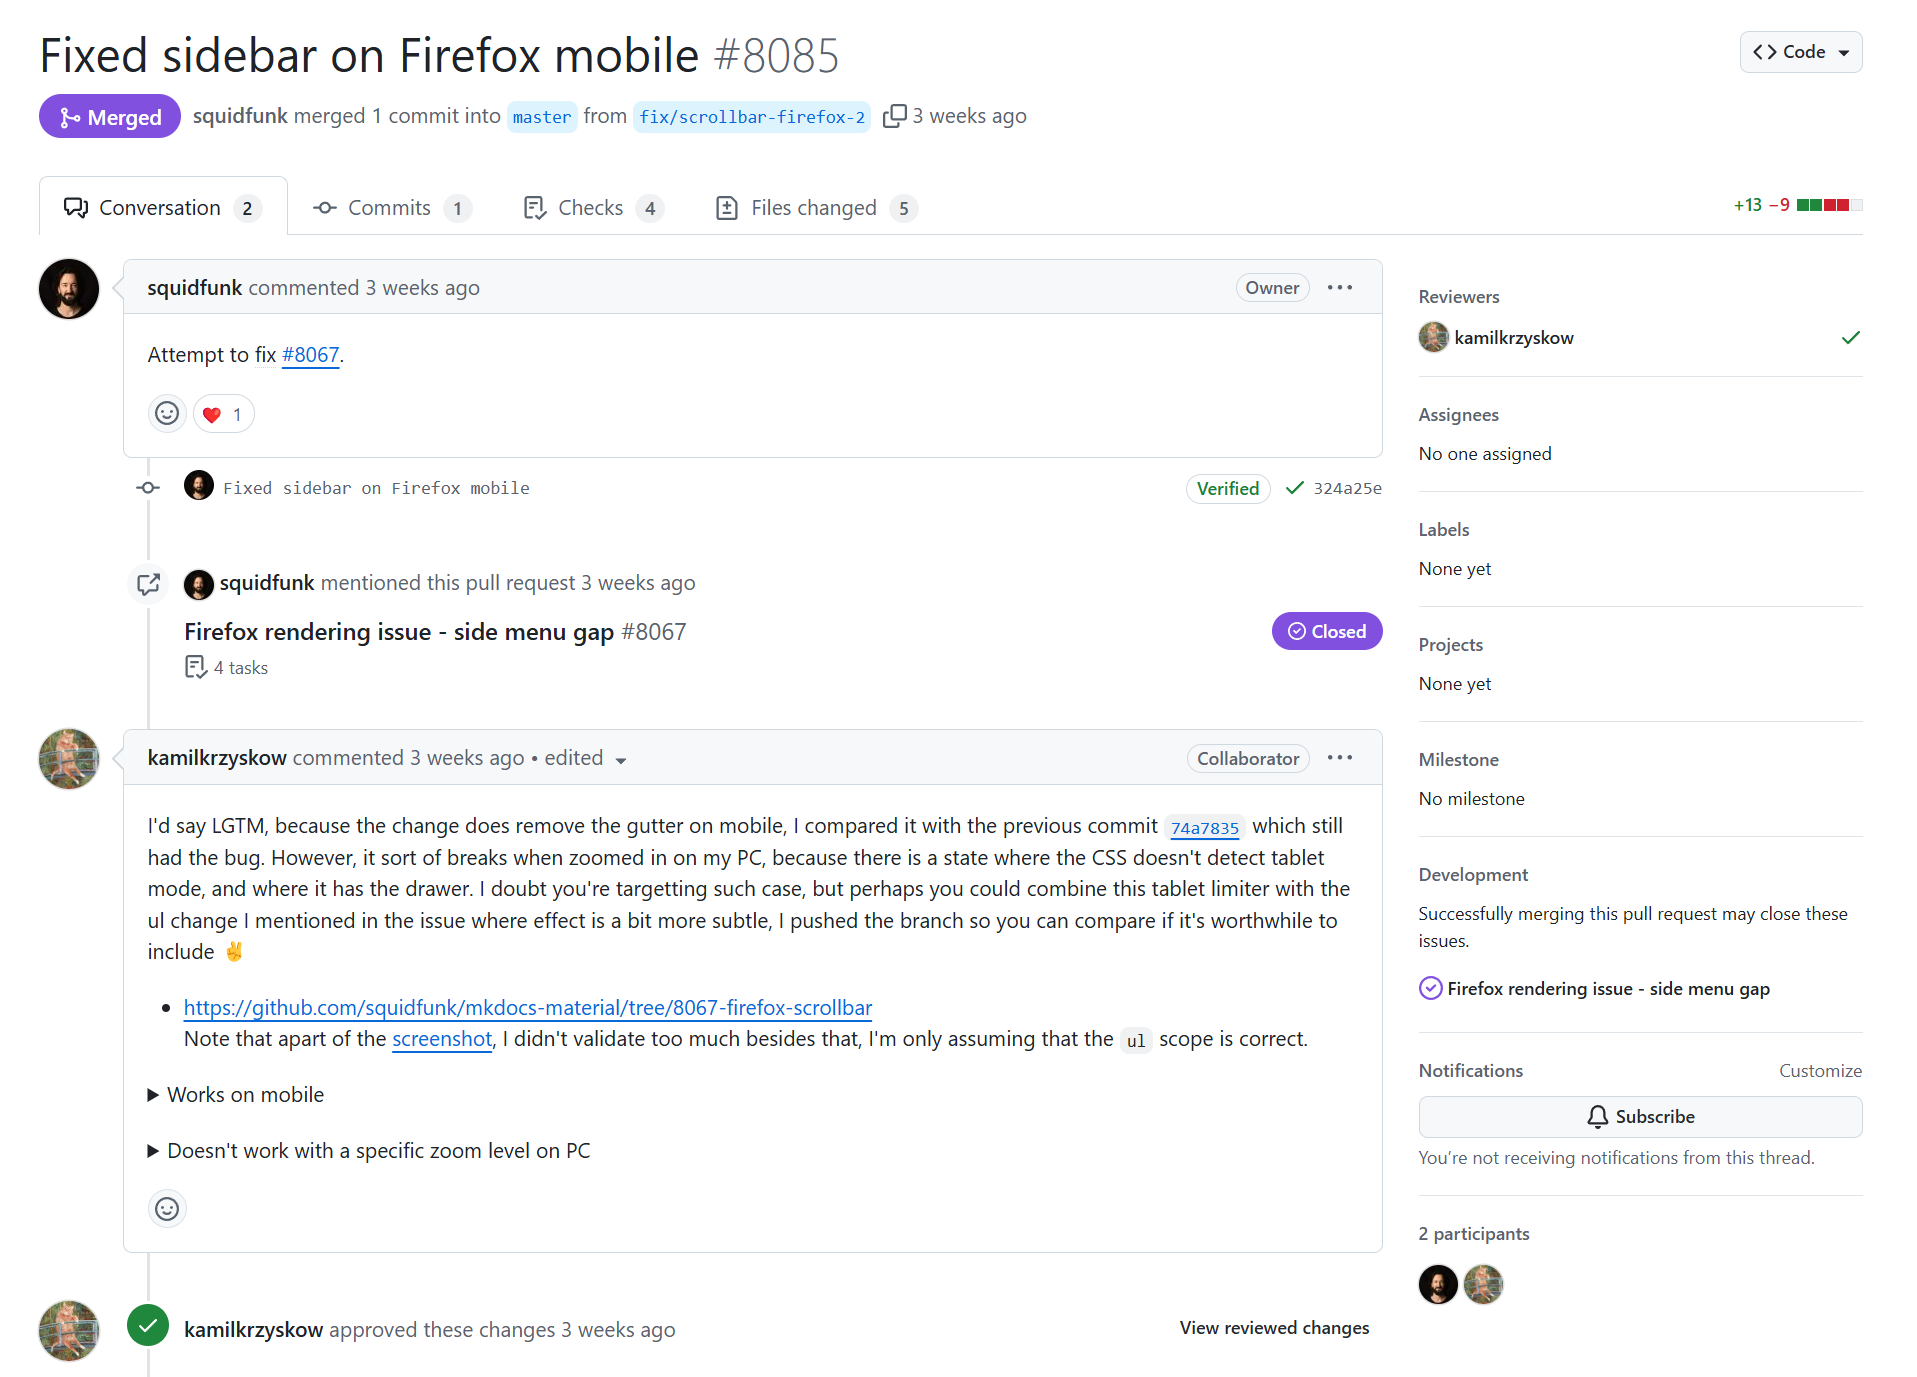 Fixed sidebar on Firefox mobile #8085
Code
Merged
squidfunk merged 1 commit into master from fix/scrollbar-firefox-2 3 weeks ago
Conversation 2
Commits 1
Checks 4
Files changed 5
+13 −9
squidfunk commented 3 weeks ago
Owner
Attempt to fix #8067.
1
Fixed sidebar on Firefox mobile
Verified
324a25e
squidfunk mentioned this pull request 3 weeks ago
Firefox rendering issue - side menu gap #8067
Closed
4 tasks
kamilkrzyskow commented 3 weeks ago • edited
Collaborator
I'd say LGTM, because the change does remove the gutter on mobile, I compared it with the previous commit 74a7835 which still
had the bug. However, it sort of breaks when zoomed in on my PC, because there is a state where the CSS doesn't detect tablet
mode, and where it has the drawer. I doubt you're targetting such case, but perhaps you could combine this tablet limiter with the
ul change I mentioned in the issue where effect is a bit more subtle, I pushed the branch so you can compare if it's worthwhile to
include ✌️
• https://github.com/squidfunk/mkdocs-material/tree/8067-firefox-scrollbar
Note that apart of the screenshot, I didn't validate too much besides that, I'm only assuming that the ul scope is correct.
Works on mobile
Doesn't work with a specific zoom level on PC
kamilkrzyskow approved these changes 3 weeks ago
View reviewed changes
Reviewers
kamilkrzyskow
Assignees
No one assigned
Labels
None yet
Projects
None yet
Milestone
No milestone
Development
Successfully merging this pull request may close these
issues.
Firefox rendering issue - side menu gap
Notifications
Customize
Subscribe
You're not receiving notifications from this thread.
2 participants